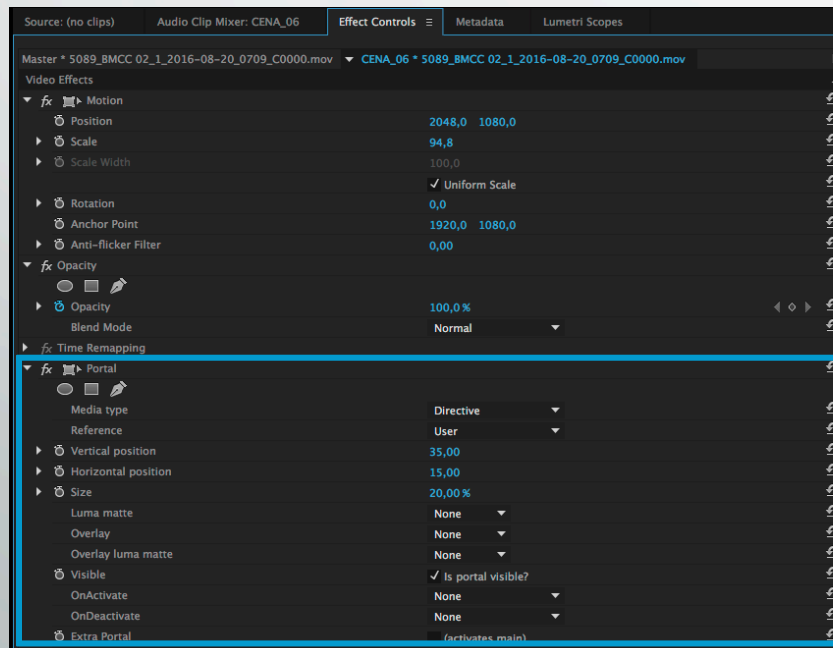 Source: (no clips) Audio Clip Mixer: CENA_06 Effect Controls Metadata Lumetri Scopes
Master * 5089_BMCC 02_1_2016-08-20_0709_C0000.mov CENA_06 * 5089_BMCC 02_1_2016-08-20_0709_C0000.mov
Video Effects
fx Motion
Position 2048,0 1080,0
Scale 94,8
Scale Width 100,0
Uniform Scale
Rotation 0,0
Anchor Point 1920,0 1080,0
Anti-flicker Filter 0,00
fx Opacity
Opacity 100,0 %
Blend Mode Normal
fx Time Remapping
fx Portal
Media type Directive
Reference User
Vertical position 35,00
Horizontal position 15,00
Size 20,00 %
Luma matte None
Overlay None
Overlay luma matte None
Visible Is portal visible?
OnActivate None
OnDeactivate None
Extra Portal (activates main)